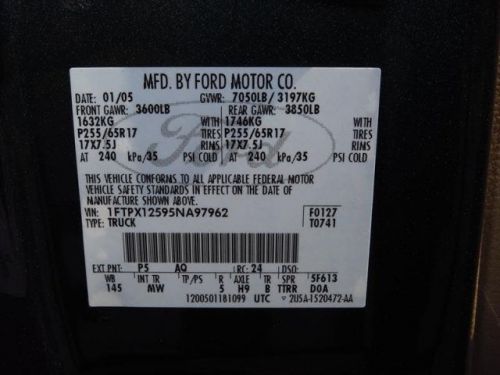 MFD. BY FORD MOTOR CO.
DATE: 01/05 GVWR: 7050LB/ 3197KG
FRONT GAWR: 3600LB REAR GAWR: 3850LB
1632KG WITH 1746KG WITH
P255/65R17 TIRES P255/65R17 TIRES
17X7.5J RIMS 17X7.5J RIMS
AT 240 kPa/35 PSI COLD AT 240 kPa/35 PSI COLD
THIS VEHICLE CONFORMS TO ALL APPLICABLE FEDERAL MOTOR
VEHICLE SAFETY STANDARDS IN EFFECT ON THE DATE OF
MANUFACTURE SHOWN ABOVE.
VIN: 1FTPX12595NA97962 F0127
TYPE: TRUCK T0741
EXT PNT: P5 AQ RC: 24 DSO:
WB INT TR TP/PS R AXLE TR SPR 5F613
145 MW 5 H9 B TTRR DOA
1200501181099 UTC 2U5A-1520472-AA
Ford